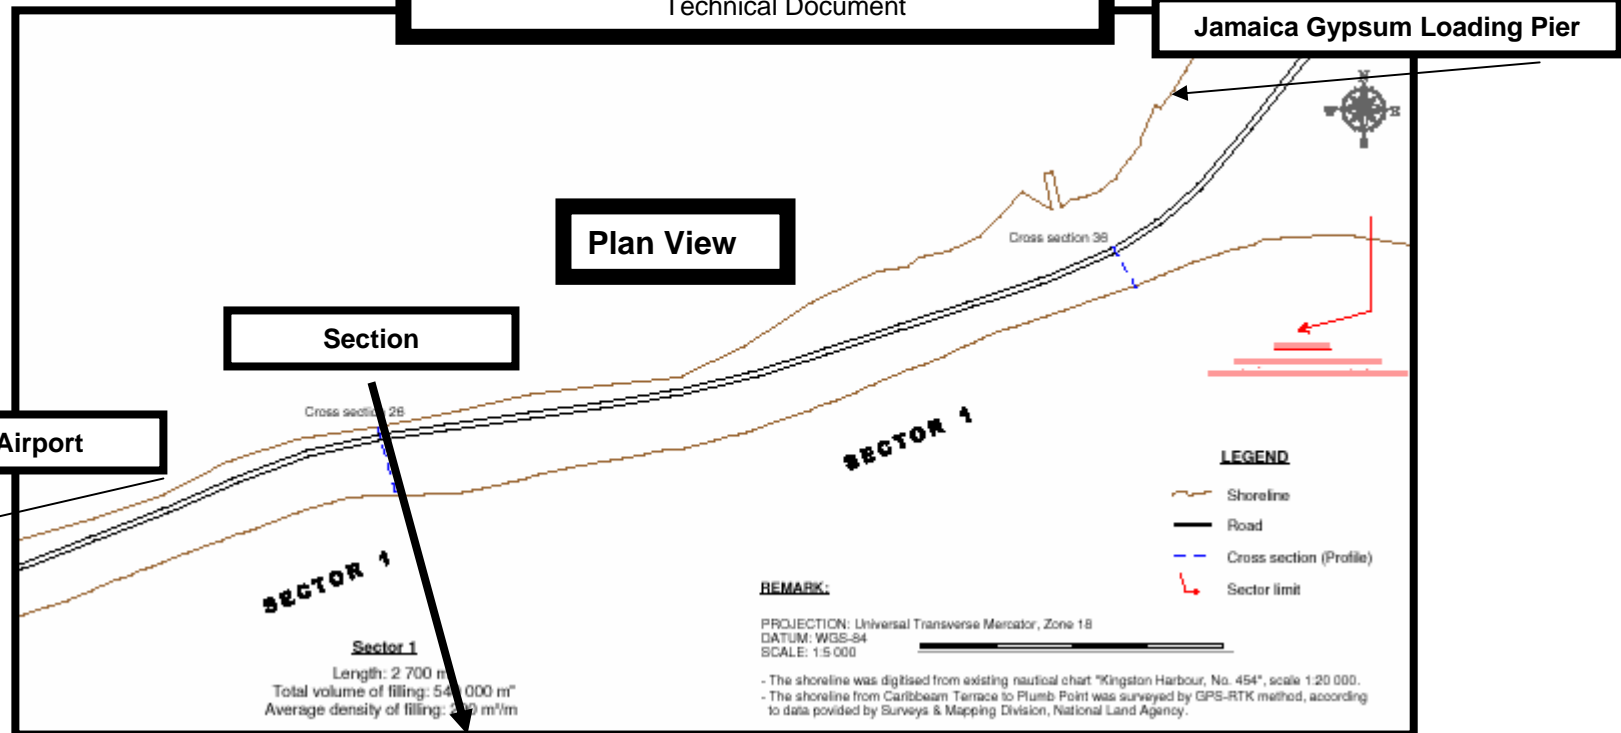 Technical Document
Jamaica Gypsum Loading Pier
N
W E
Plan View
Cross section 36
Section
Cross section 26
Airport
SECTOR 1
SECTOR 1
LEGEND
Shoreline
Road
Cross section (Profile)
Sector limit
REMARK:
PROJECTION: Universal Transverse Mercator, Zone 18
DATUM: WGS-84
SCALE: 1:5 000
- The shoreline was digitised from existing nautical chart "Kingston Harbour, No. 454", scale 1:20 000.
- The shoreline from Caribbeam Terrace to Plumb Point was surveyed by GPS-RTK method, according
to data povided by Surveys & Mapping Division, National Land Agency.
Sector 1
Length: 2 700 m
Total volume of filling: 000 m³
Average density of filling: m³/m